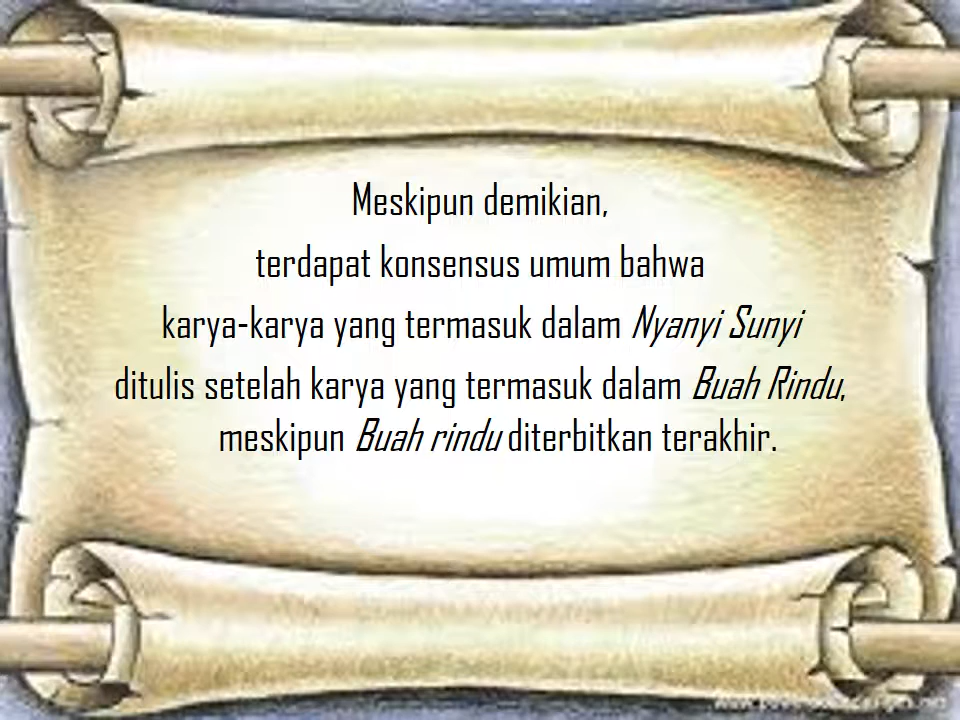 Meskipun demikian,
terdapat konsensus umum bahwa
karya-karya yang termasuk dalam Nyanyi Sunyi
ditulis setelah karya yang termasuk dalam Buah Rindu,
meskipun Buah rindu diterbitkan terakhir.